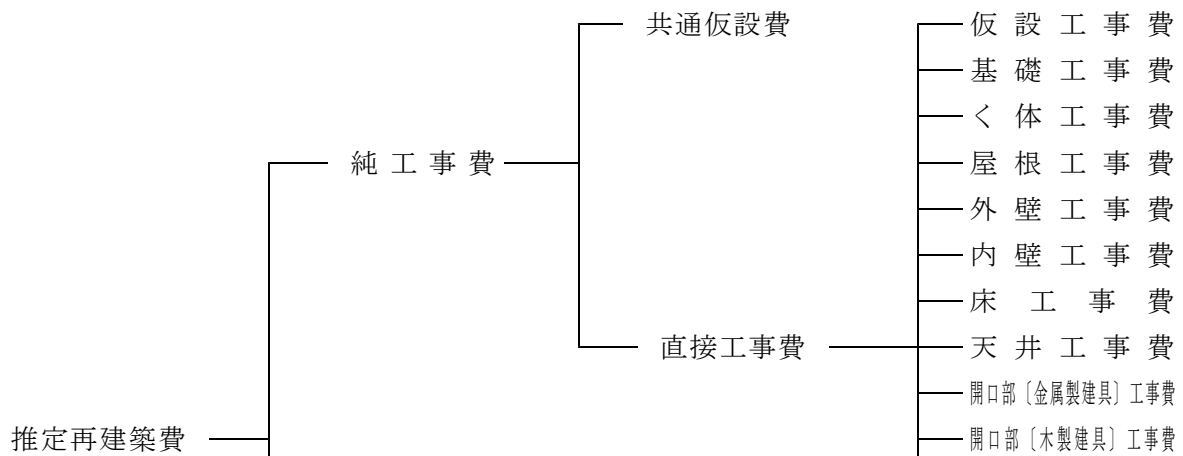 共通仮設費
仮設工事費
基礎工事費
く体工事費
純工事費
屋根工事費
外壁工事費
内壁工事費
床工事費
直接工事費
天井工事費
開口部〔金属製建具〕工事費
推定再建築費
開口部〔木製建具〕工事費